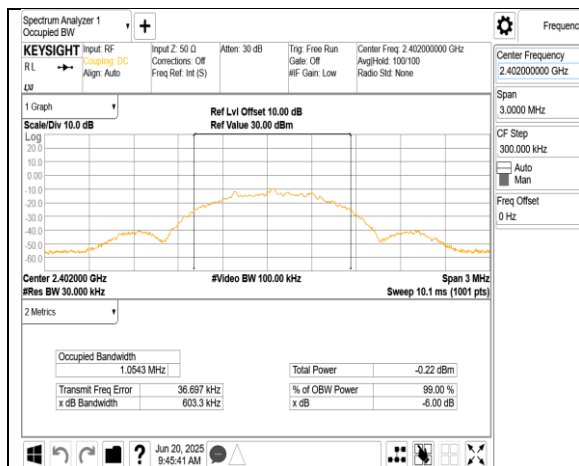 Spectrum Analyzer 1
Occupied BW
+
Frequenc
KEYSIGHT
RL
LXI
Input: RF
Coupling: DC
Align: Auto
Input Z: 50 Ω
Corrections: Off
Freq Ref: Int (S)
Atten: 30 dB
Trig: Free Run
Gate: Off
#IF Gain: Low
Center Freq: 2.402000000 GHz
Avg|Hold: 100/100
Radio Std: None
Center Frequency
2.402000000 GHz
Span
3.0000 MHz
CF Step
300.000 kHz
Auto
Man
Freq Offset
0 Hz
1 Graph
Scale/Div 10.0 dB
Ref Lvl Offset 10.00 dB
Ref Value 30.00 dBm
Log
20.0
10.0
0.00
-10.0
-20.0
-30.0
-40.0
-50.0
-60.0
Center 2.402000 GHz
#Video BW 100.00 kHz
Span 3 MHz
#Res BW 30.000 kHz
Sweep 10.1 ms (1001 pts)
2 Metrics
Occupied Bandwidth
1.0543 MHz
Total Power -0.22 dBm
Transmit Freq Error 36.697 kHz
% of OBW Power 99.00 %
x dB Bandwidth 603.3 kHz
x dB -6.00 dB
?
Jun 20, 2025
9:45:41 AM